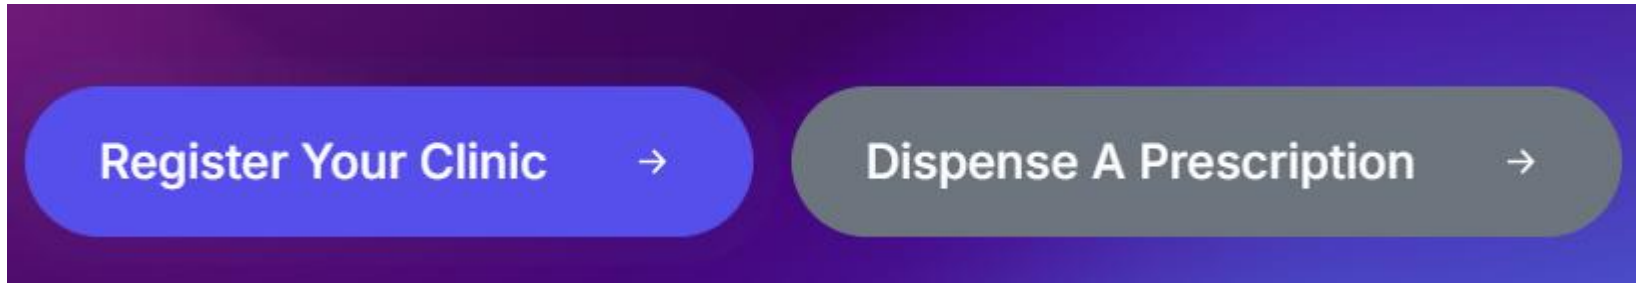 Register Your Clinic →
Dispense A Prescription →